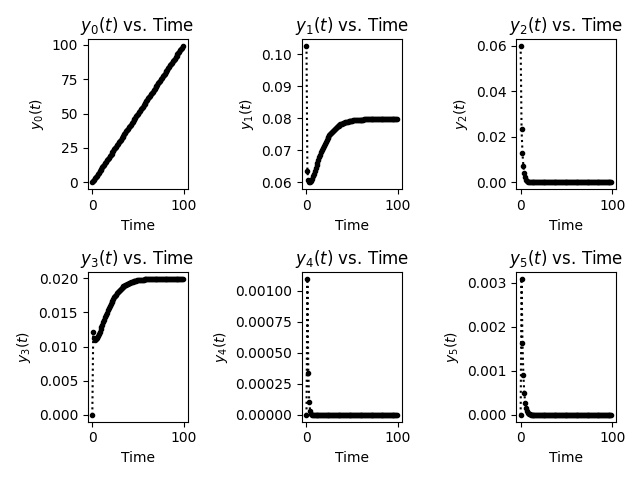 y₀(t) vs. Time
y₁(t) vs. Time
y₂(t) vs. Time
100
75
50
25
0
y₀(t)
0
100
Time
0.10
0.09
0.08
0.07
0.06
y₁(t)
0
100
Time
0.06
0.04
0.02
0.00
y₂(t)
0
100
Time
y₃(t) vs. Time
y₄(t) vs. Time
y₅(t) vs. Time
0.020
0.015
0.010
0.005
0.000
y₃(t)
0
100
Time
0.00100
0.00075
0.00050
0.00025
0.00000
y₄(t)
0
100
Time
0.003
0.002
0.001
0.000
y₅(t)
0
100
Time